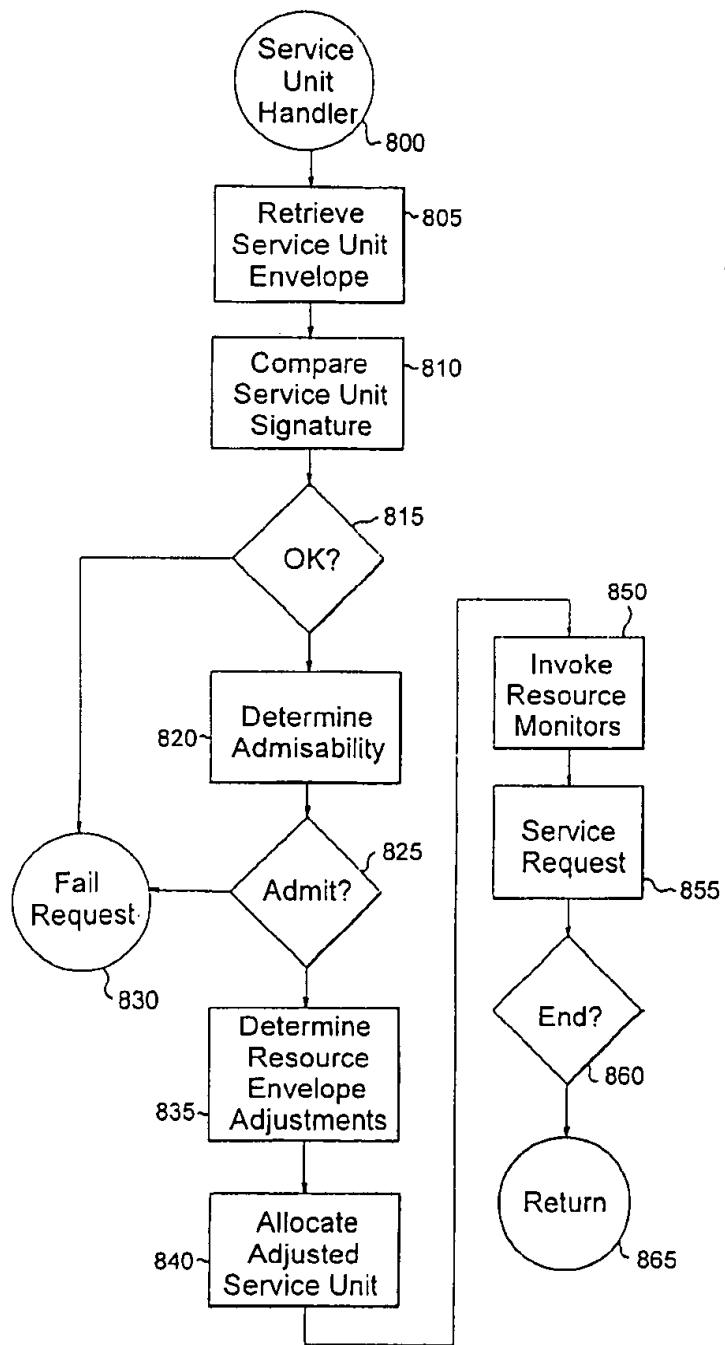 Service
Unit
Handler
800
Retrieve
Service Unit
Envelope
805
Compare
Service Unit
Signature
810
OK?
815
Determine
Admisability
820
Admit?
825
Fail
Request
830
Determine
Resource
Envelope
Adjustments
835
Allocate
Adjusted
Service Unit
840
850
Invoke
Resource
Monitors
Service
Request
855
End?
860
Return
865